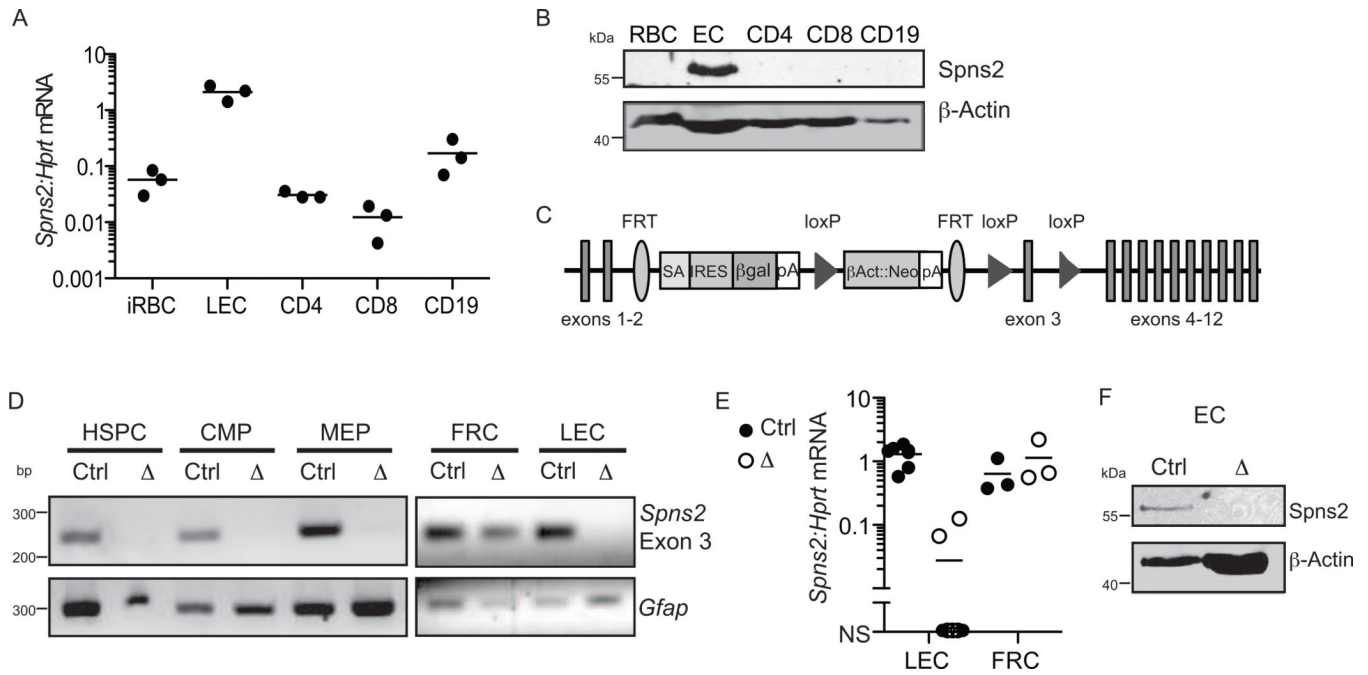 A
Spns2:Hprt mRNA
10
1
0.1
0.01
0.001
iRBC LEC CD4 CD8 CD19
B
kDa RBC EC CD4 CD8 CD19
55 Spns2
40 β-Actin
C
FRT loxP FRT loxP loxP
SA IRES βgal pA βAct::Neo pA
exons 1-2 exon 3 exons 4-12
D
HSPC CMP MEP FRC LEC
bp Ctrl Δ Ctrl Δ Ctrl Δ Ctrl Δ Ctrl Δ
300 Spns2
200 Exon 3
300 Gfap
E
Ctrl
Δ
Spns2:Hprt mRNA
10
1
0.1
NS
LEC FRC
F
EC
kDa Ctrl Δ
55 Spns2
40 β-Actin